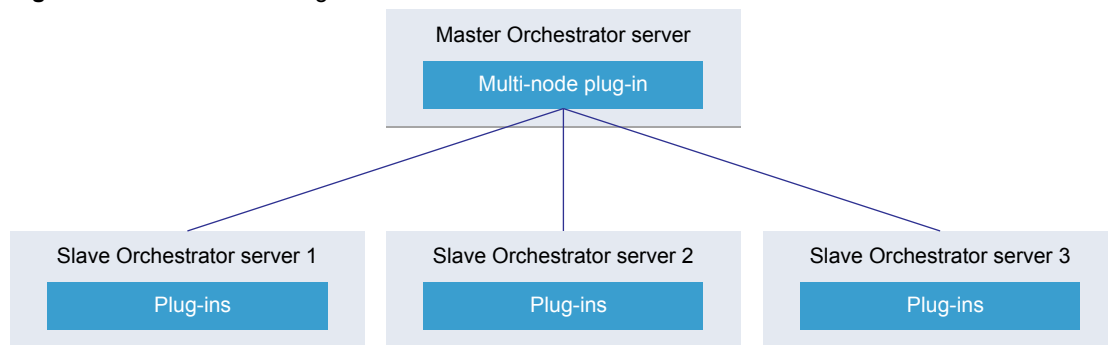 Master Orchestrator server
Multi-node plug-in
Slave Orchestrator server 1
Slave Orchestrator server 2
Slave Orchestrator server 3
Plug-ins
Plug-ins
Plug-ins